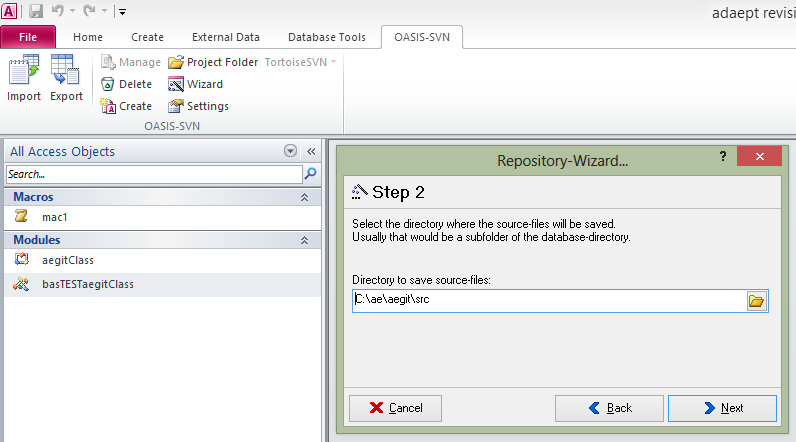 adaept revisi
File Home Create External Data Database Tools OASIS-SVN
Manage Project Folder TortoiseSVN
Delete Wizard
Import Export Create Settings
OASIS-SVN
All Access Objects
Search...
Macros
mac1
Modules
aegitClass
basTESTaegitClass
Repository-Wizard...
Step 2
Select the directory where the source-files will be saved.
Usually that would be a subfolder of the database-directory.
Directory to save source-files:
C:\ae\aegit\src
Cancel Back Next